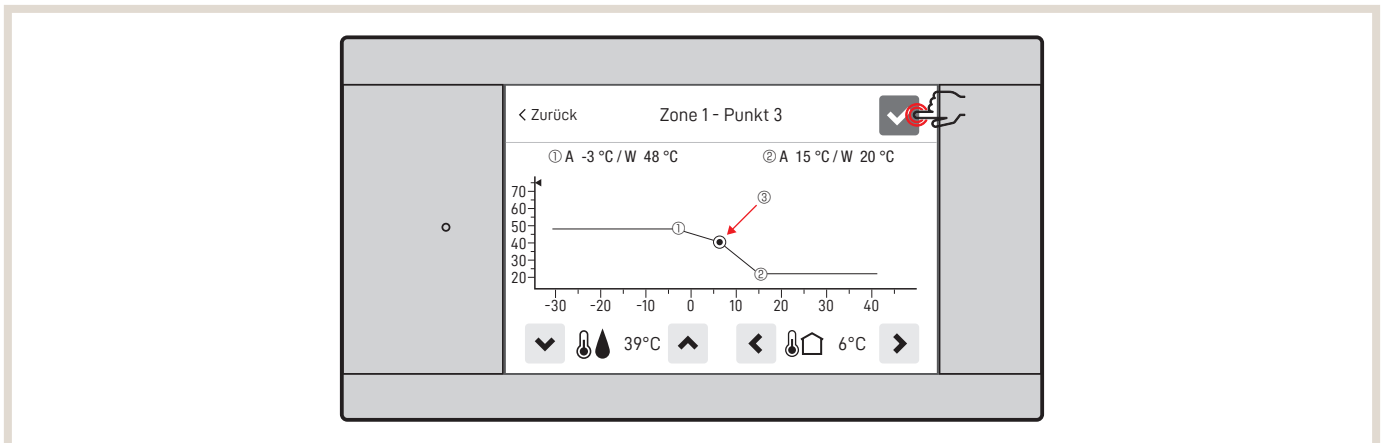 Zurück Zone 1 - Punkt 3
① A -3 °C / W 48 °C ② A 15 °C / W 20 °C
70
③
60
50 ①
40
30
② 
20
-30 -20 -10 0 10 20 30 40
39°C 6°C